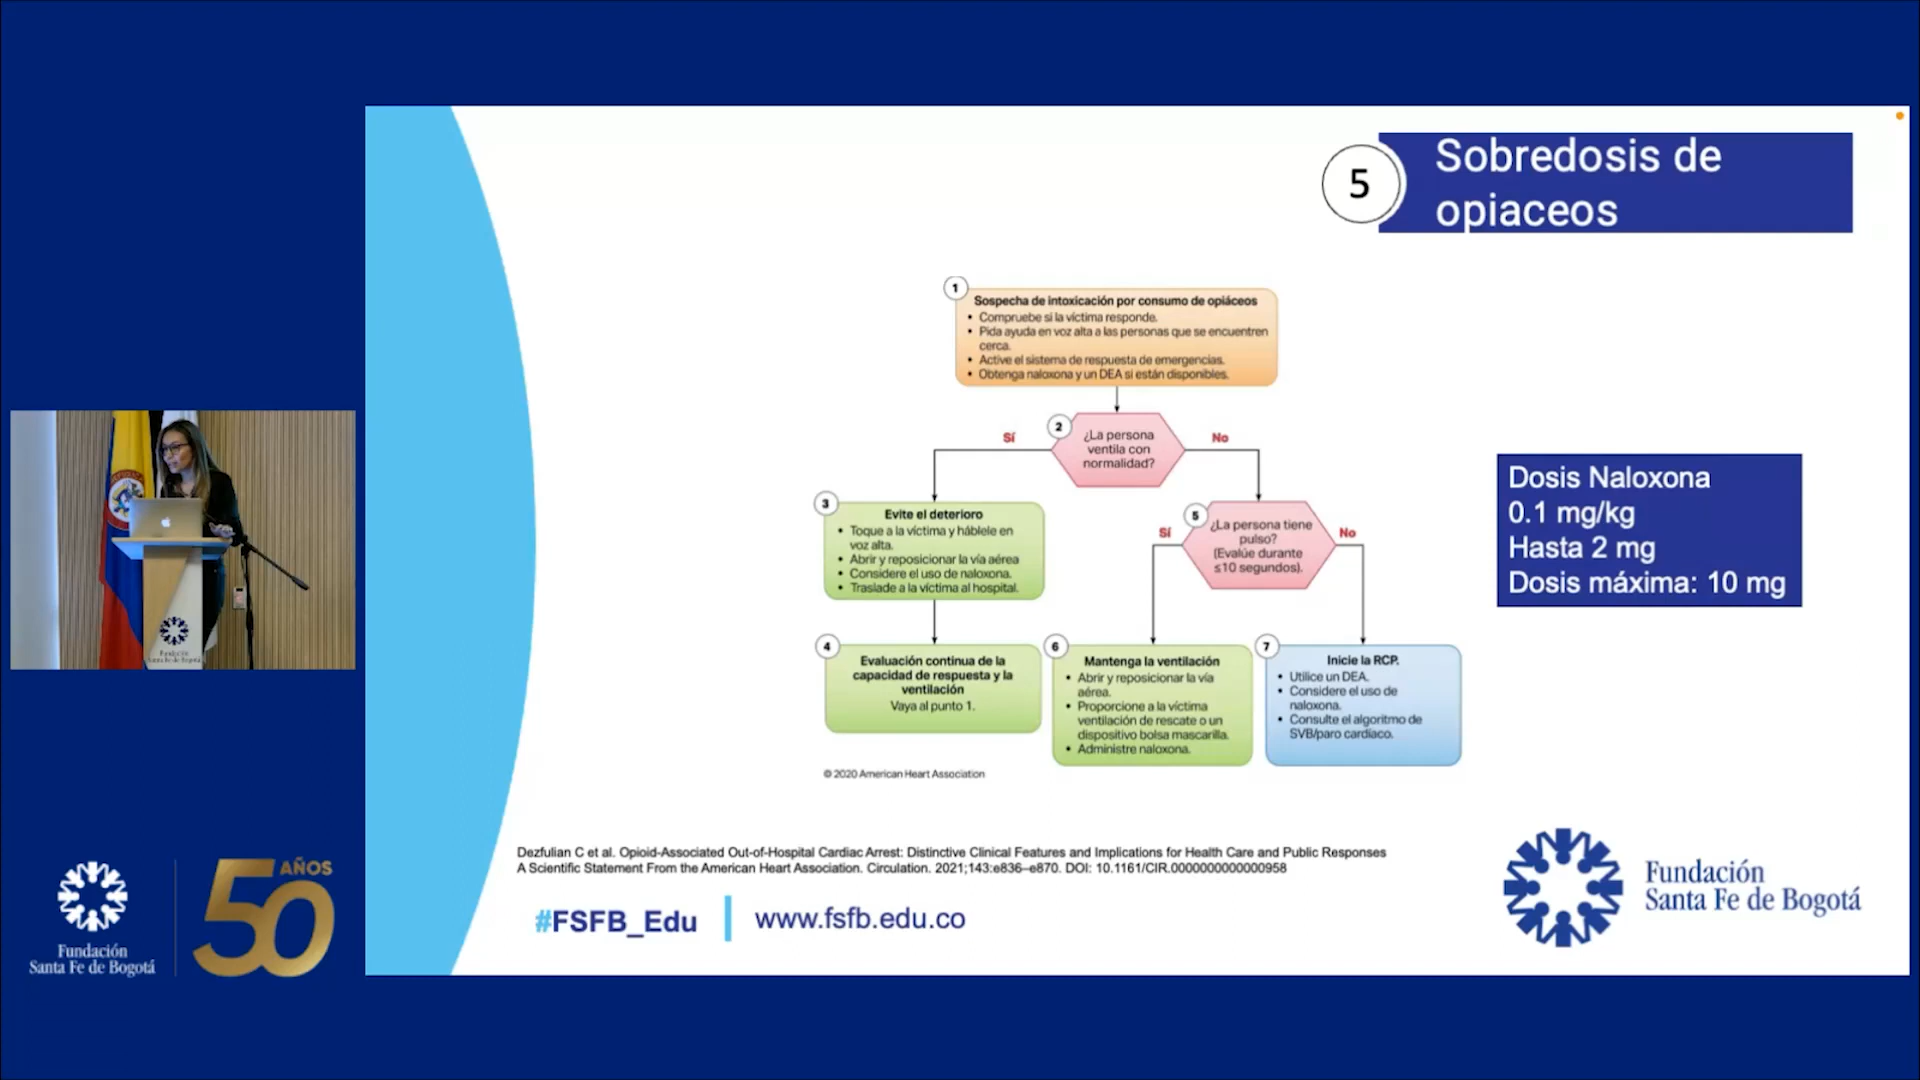 5
Sobredosis de
opiaceos
1
Sospecha de intoxicación por consumo de opiáceos
• Compruebe si la víctima responde.
• Pida ayuda en voz alta a las personas que se encuentren
cerca.
• Active el sistema de respuesta de emergencias.
• Obtenga naloxona y un DEA si están disponibles.
Sí
2
¿La persona
ventila con
normalidad?
No
3
Evite el deterioro
• Toque a la víctima y háblele en
voz alta.
• Abrir y reposicionar la vía aérea
• Considere el uso de naloxona.
• Traslade a la víctima al hospital.
Sí
5
¿La persona tiene
pulso?
(Evalúe durante
≤10 segundos).
No
4
Evaluación continua de la
capacidad de respuesta y la
ventilación
Vaya al punto 1.
6
Mantenga la ventilación
• Abrir y reposicionar la vía
aérea.
• Proporcione a la víctima
ventilación de rescate o un
dispositivo bolsa mascarilla.
• Administre naloxona.
7
Inicie la RCP.
• Utilice un DEA.
• Considere el uso de
naloxona.
• Consulte el algoritmo de
SVB/paro cardíaco.
© 2020 American Heart Association
Dosis Naloxona
0.1 mg/kg
Hasta 2 mg
Dosis máxima: 10 mg
Dezfulian C et al. Opioid-Associated Out-of-Hospital Cardiac Arrest: Distinctive Clinical Features and Implications for Health Care and Public Responses
A Scientific Statement From the American Heart Association. Circulation. 2021;143:e836–e870. DOI: 10.1161/CIR.0000000000000958
#FSFB_Edu
www.fsfb.edu.co
Fundación
Santa Fe de Bogotá
Fundación
Santa Fe de Bogotá
50
AÑOS
Fundación
Santa Fe de Bogotá